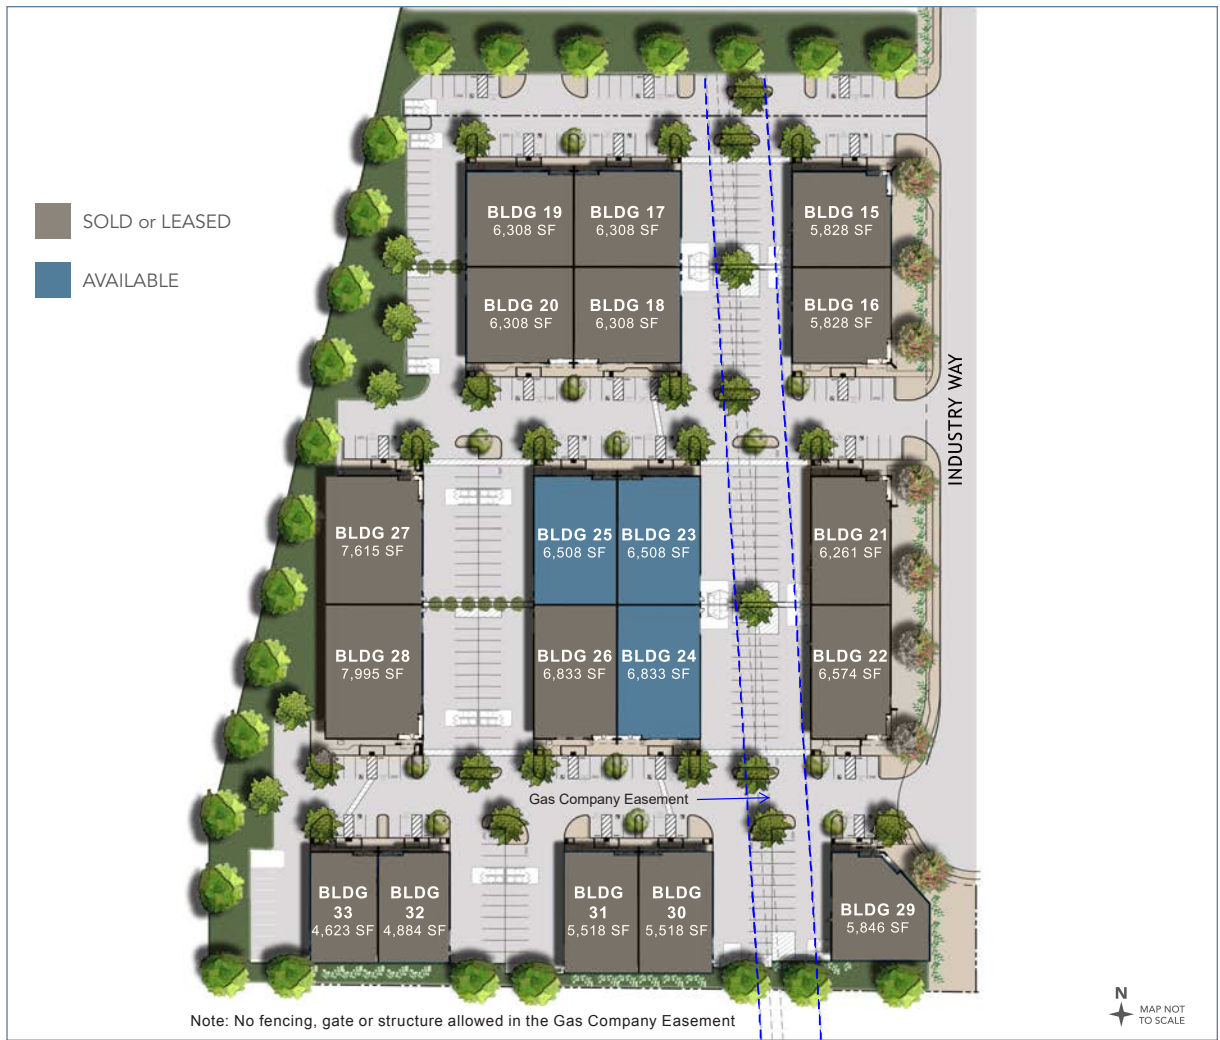 SOLD or LEASED
AVAILABLE
BLDG 19
6,308 SF
BLDG 17
6,308 SF
BLDG 15
5,828 SF
BLDG 20
6,308 SF
BLDG 18
6,308 SF
BLDG 16
5,828 SF
INDUSTRY WAY
BLDG 27
7,615 SF
BLDG 25
6,508 SF
BLDG 23
6,508 SF
BLDG 21
6,261 SF
BLDG 28
7,995 SF
BLDG 26
6,833 SF
BLDG 24
6,833 SF
BLDG 22
6,574 SF
Gas Company Easement
BLDG
33
4,623 SF
BLDG
32
4,884 SF
BLDG
31
5,518 SF
BLDG
30
5,518 SF
BLDG 29
5,846 SF
Note: No fencing, gate or structure allowed in the Gas Company Easement
N
MAP NOT
TO SCALE